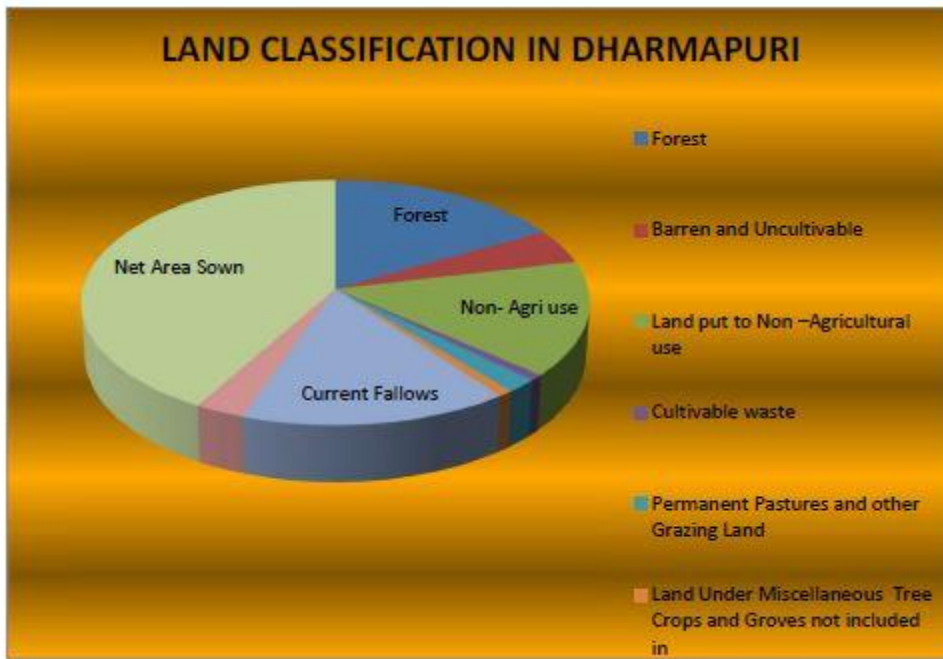 LAND CLASSIFICATION IN DHARMAPURI
Forest
Net Area Sown
Non- Agri use
Current Fallows
Forest
Barren and Uncultivable
Land put to Non –Agricultural
use
Cultivable waste
Permanent Pastures and other
Grazing Land
Land Under Miscellaneous Tree
Crops and Groves not included
in